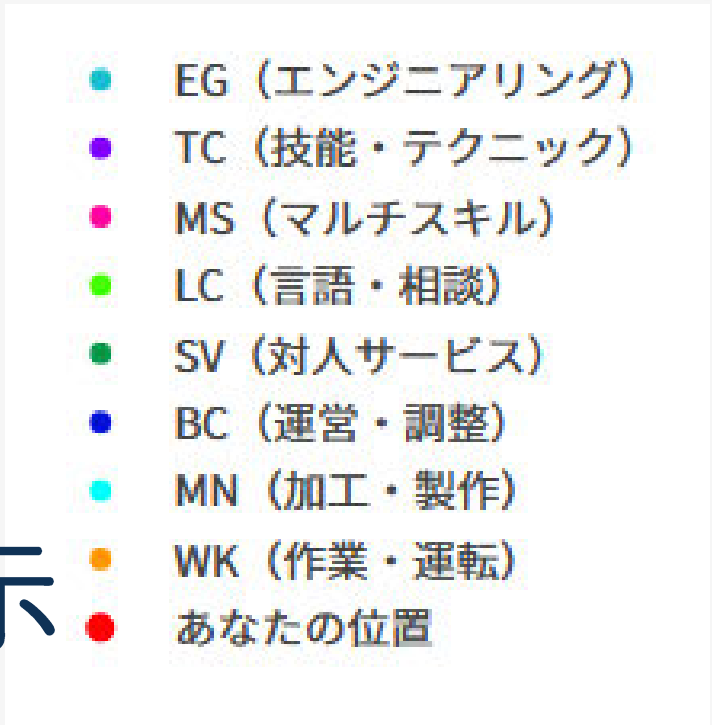 EG（エンジニアリング）
TC（技能・テクニック）
MS（マルチスキル）
LC（言語・相談）
SV（対人サービス）
BC（運営・調整）
MN（加工・製作）
WK（作業・運転）
示
あなたの位置